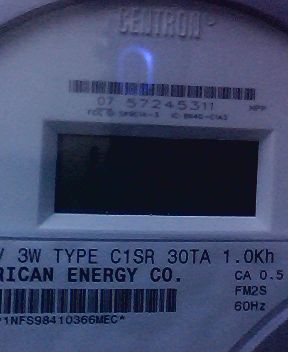 CENTRON
07 57245311
3W TYPE C1SR 30TA 1.0Kh
RICAN ENERGY CO. CA 0.5
FM2S
60Hz
1NFS98410366MEC*